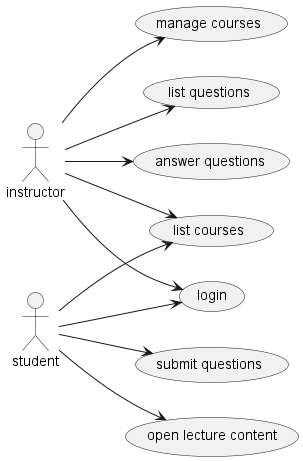 manage courses
list questions
answer questions
instructor
list courses
login
student
submit questions
open lecture content